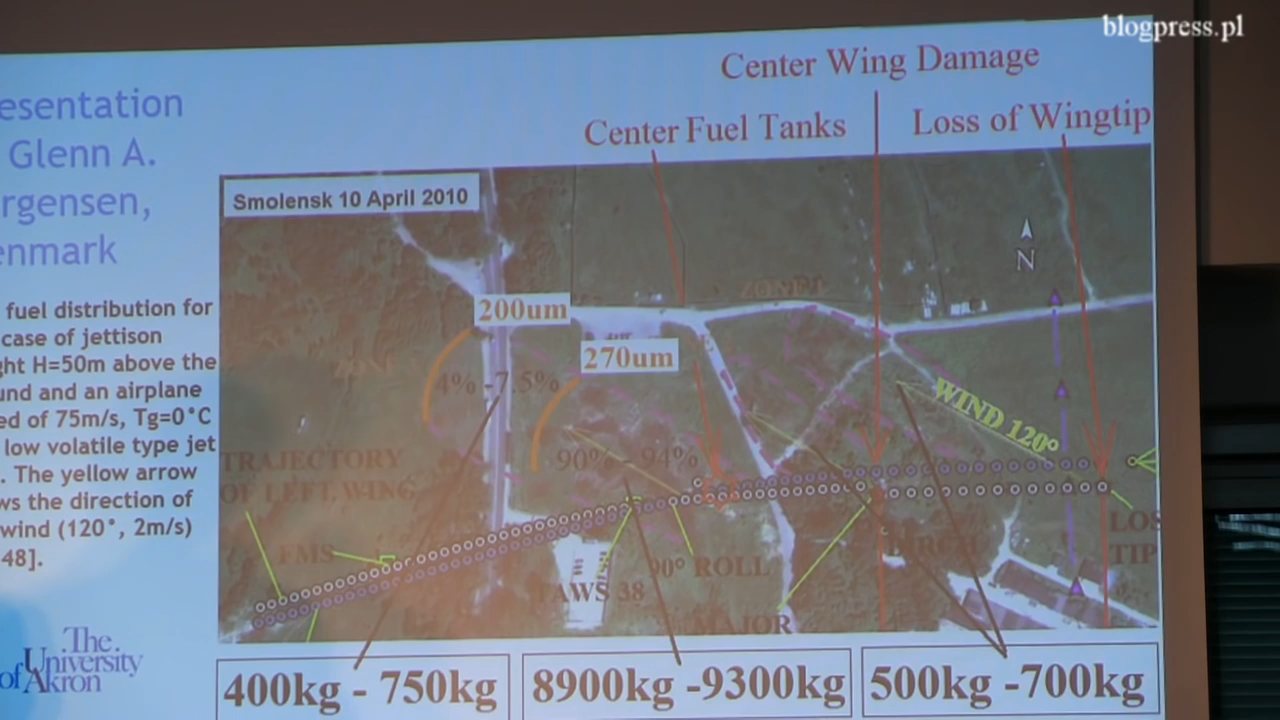 blogpress.pl
esentation
Glenn A.
rgensen,
enmark
fuel distribution for
case of jettison
ght H=50m above the
und and an airplane
ed of 75m/s, Tg=0°C
low volatile type jet
. The yellow arrow
ws the direction of
wind (120°, 2m/s)
48].
The
University
of Akron
Center Wing Damage
Center Fuel Tanks
Loss of Wingtip
Smolensk 10 April 2010
N
200um
270um
4% -7.5%
90% - 94%
WIND 120°
TRAJECTORY
OF LEFT WING
FMS
TAWS 38
90° ROLL
MAJOR
BIRCH
LOS
TIP
400kg - 750kg
8900kg -9300kg
500kg -700kg